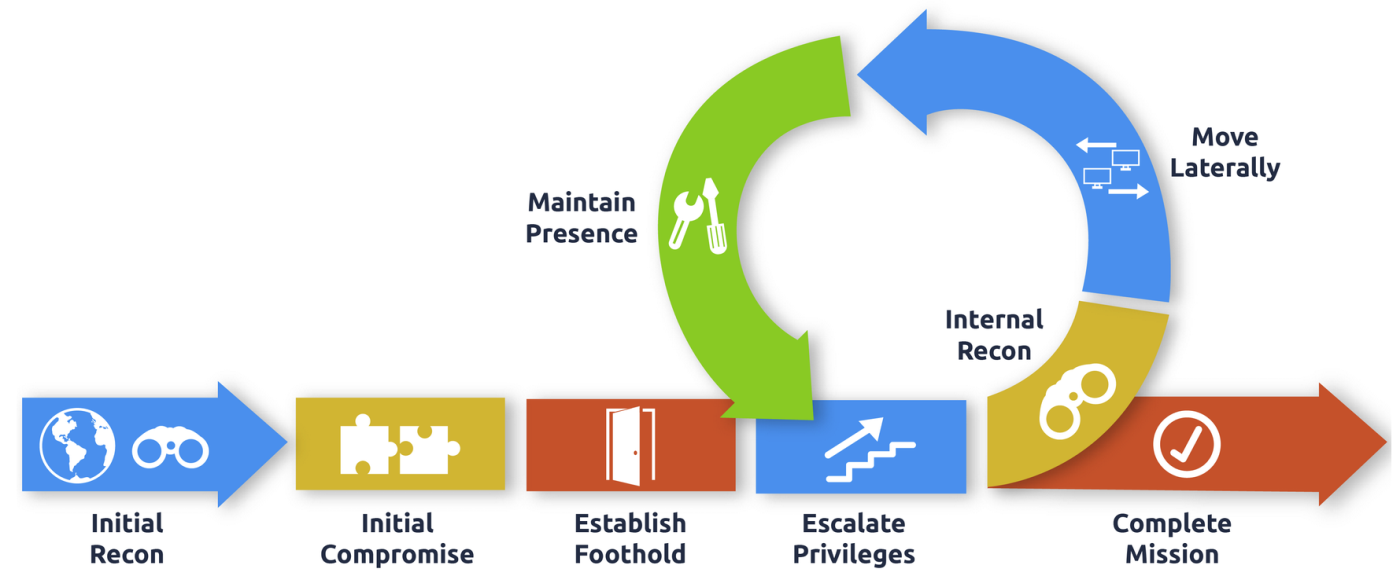 Move
Laterally
Maintain
Presence
Internal
Recon
Initial
Recon
Initial
Compromise
Establish
Foothold
Escalate
Privileges
Complete
Mission